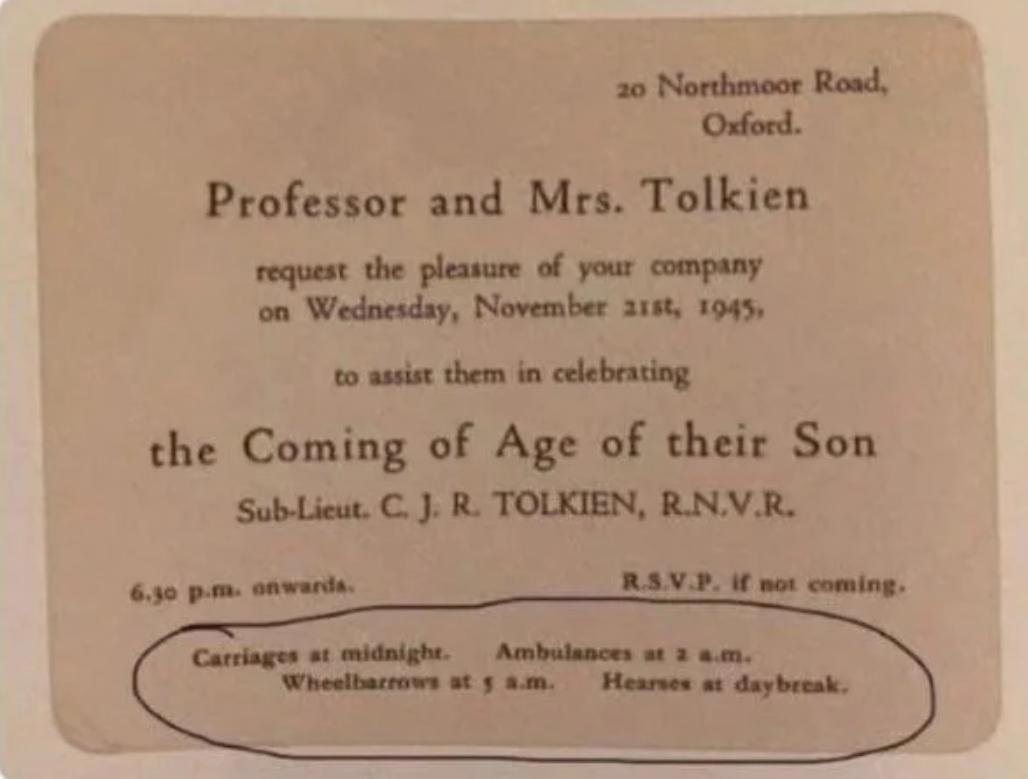 20 Northmoor Road,
Oxford.
Professor and Mrs. Tolkien
request the pleasure of your company
on Wednesday, November 21st, 1945,
to assist them in celebrating
the Coming of Age of their Son
Sub-Lieut. C. J. R. TOLKIEN, R.N.V.R.
6.30 p.m. onwards. R.S.V.P. if not coming.
Carriages at midnight. Ambulances at 2 a.m.
Wheelbarrows at 5 a.m. Hearses at daybreak.